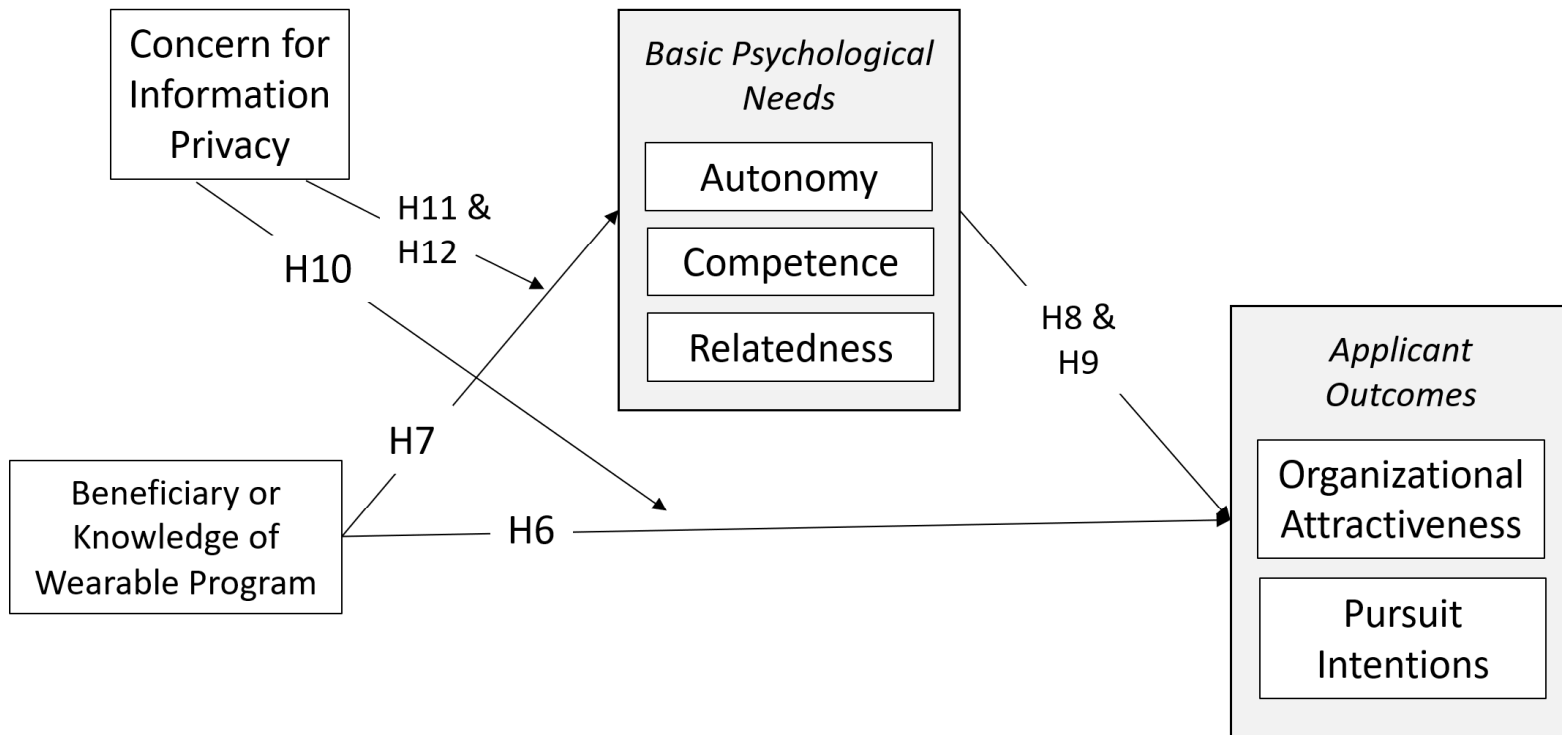 Concern for
Information
Privacy
Basic Psychological
Needs
Autonomy
Competence
Relatedness
H11 &
H12
H10
H8 &
H9
H7
H6
Beneficiary or
Knowledge of
Wearable Program
Applicant
Outcomes
Organizational
Attractiveness
Pursuit
Intentions